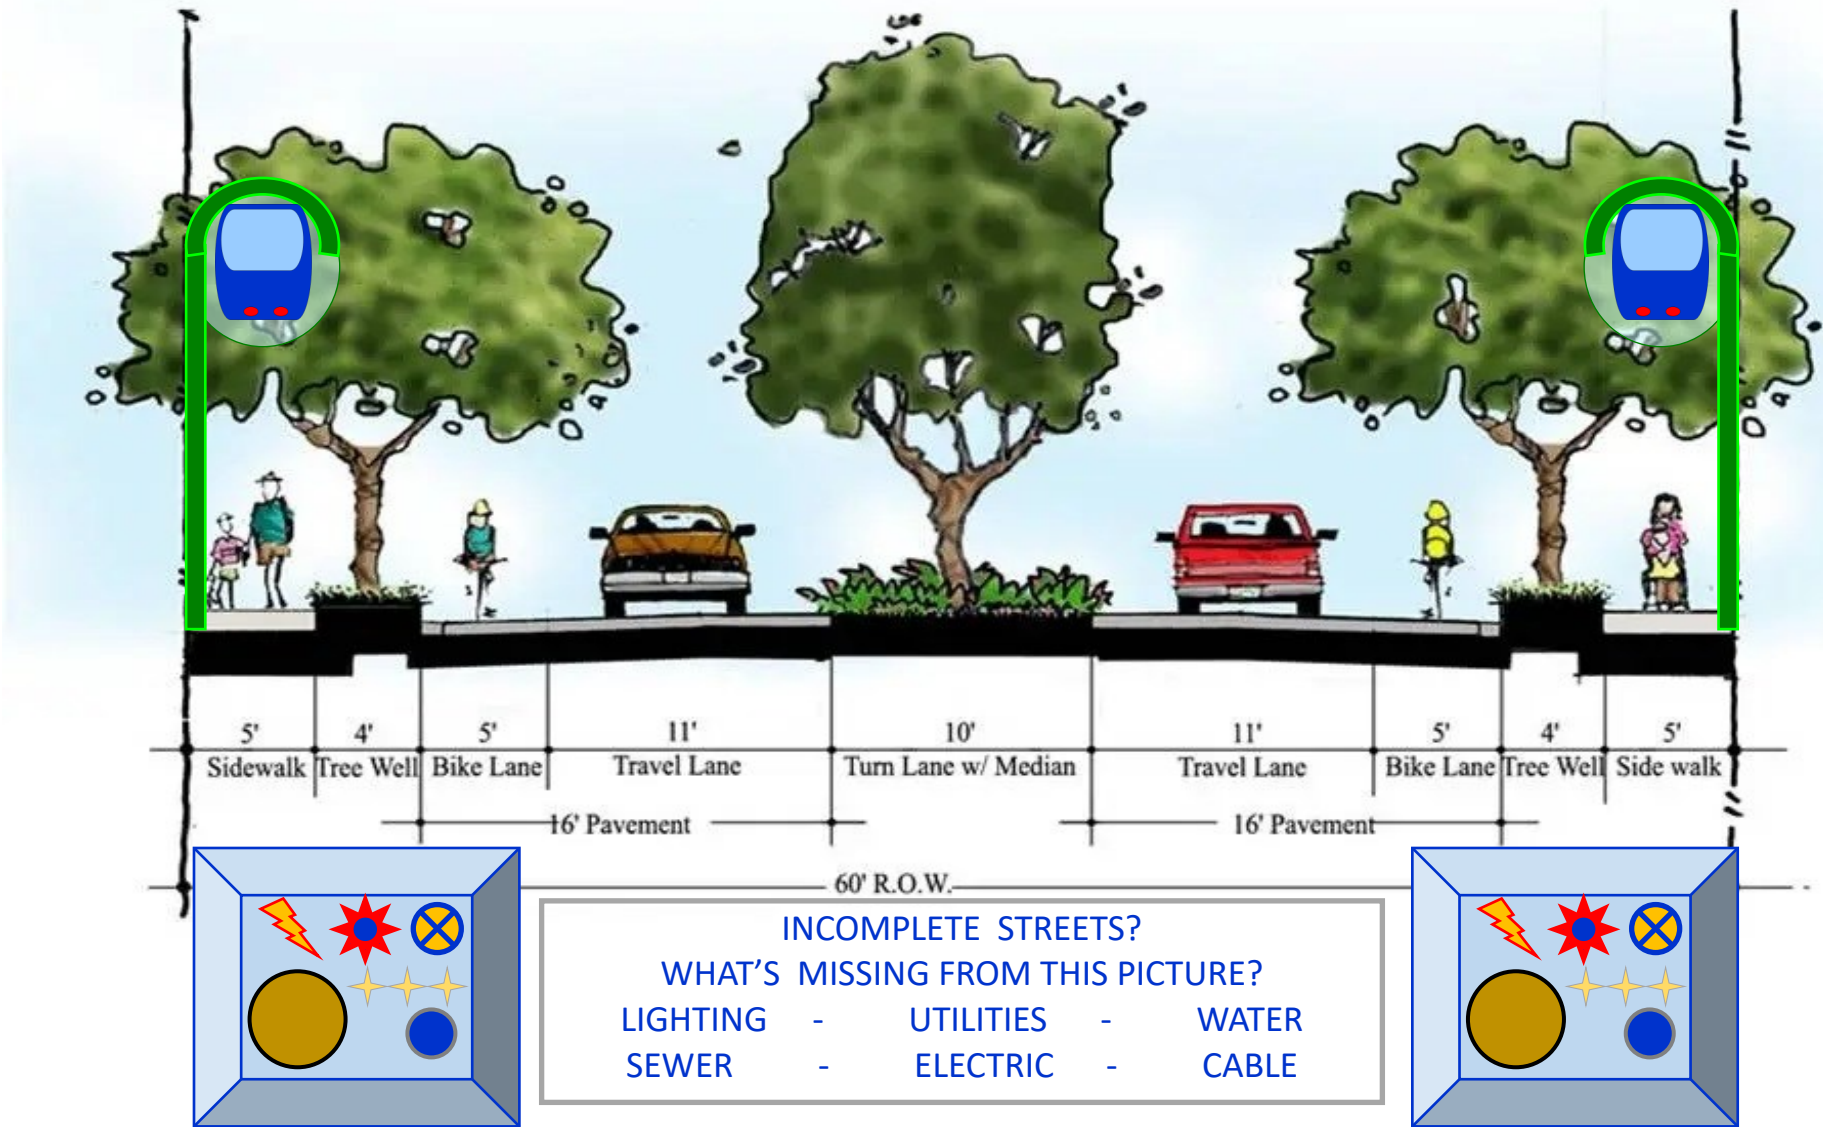 5' 4' 5' 11' 10' 11' 5' 4' 5'
Sidewalk Tree Well Bike Lane Travel Lane Turn Lane w/ Median Travel Lane Bike Lane Tree Well Side walk
16' Pavement 16' Pavement
60' R.O.W.
INCOMPLETE STREETS?
WHAT'S MISSING FROM THIS PICTURE?
LIGHTING - UTILITIES - WATER
SEWER - ELECTRIC - CABLE